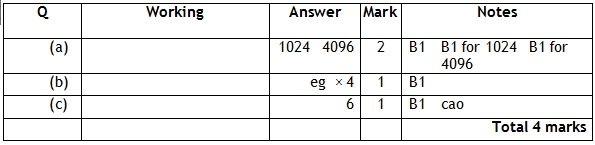 Q Working Answer Mark Notes
(a) 1024 4096 2 B1 B1 for 1024 B1 for
4096
(b) eg × 4 1 B1
(c) 6 1 B1 cao
Total 4 marks